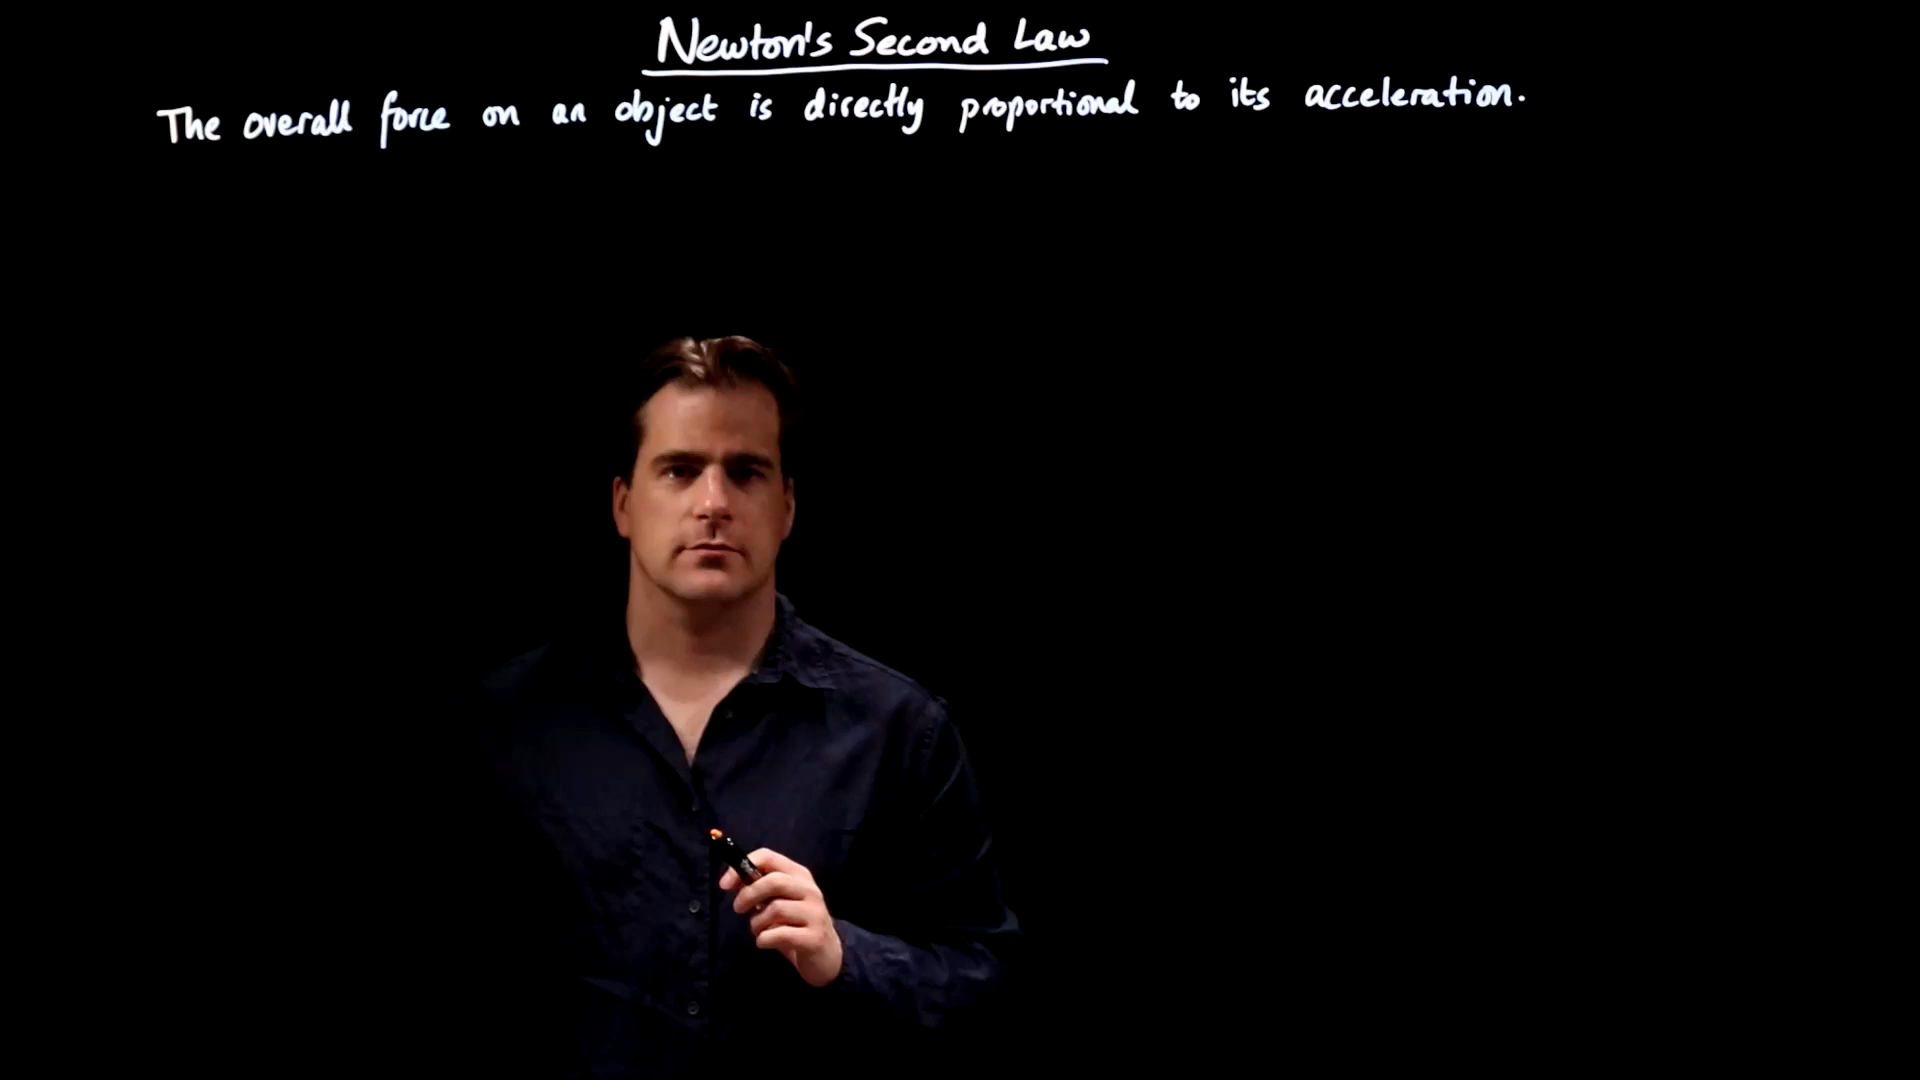 Newton's Second Law
The overall force on an object is directly proportional to its acceleration.